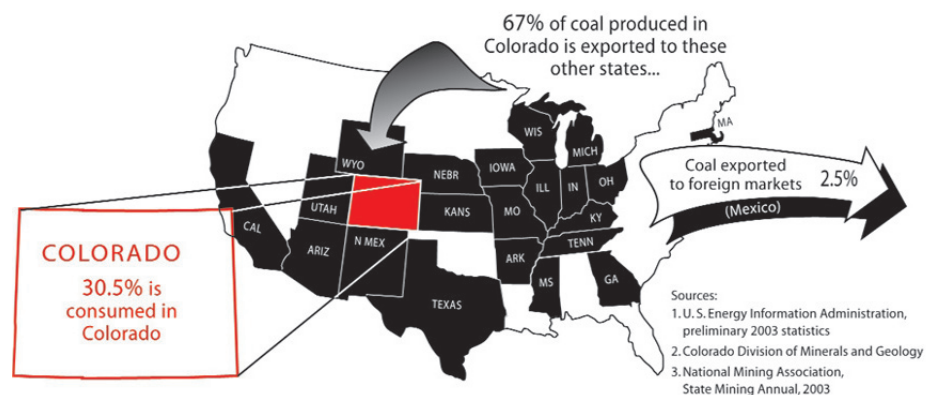 67% of coal produced in
Colorado is exported to these
other states...
WYO
NEBR
IOWA
WIS
MICH
MA
UTAH
KANS
MO
ILL
IN
OH
KY
CAL
ARIZ
N MEX
TEXAS
ARK
TENN
MS
GA
Coal exported
to foreign markets 2.5%
(Mexico)
COLORADO
30.5% is
consumed in
Colorado
Sources:
1. U. S. Energy Information Administration,
preliminary 2003 statistics
2. Colorado Division of Minerals and Geology
3. National Mining Association,
State Mining Annual, 2003